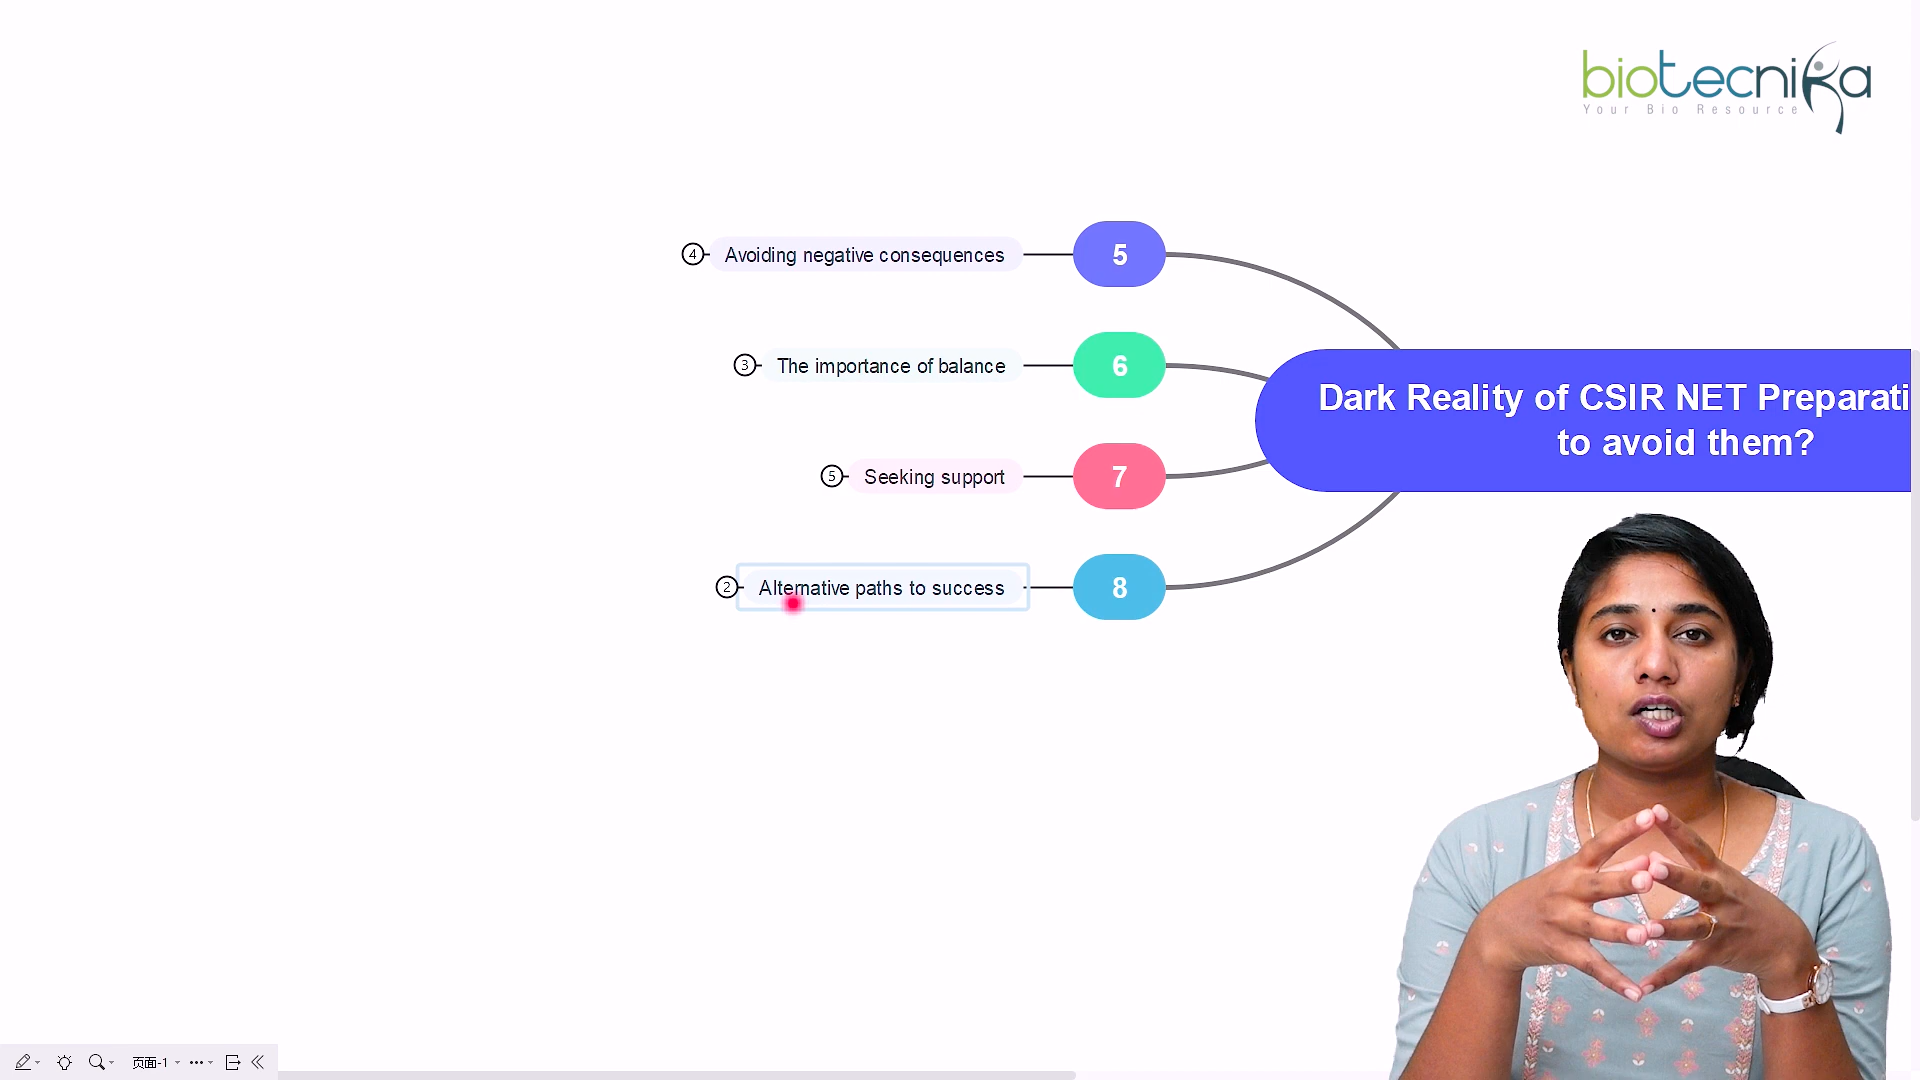 biotecnika
Your Bio Resource
④ Avoiding negative consequences 5
③ The importance of balance 6
Dark Reality of CSIR NET Preparati
to avoid them?
⑤ Seeking support 7
② Alternative paths to success 8
页面-1